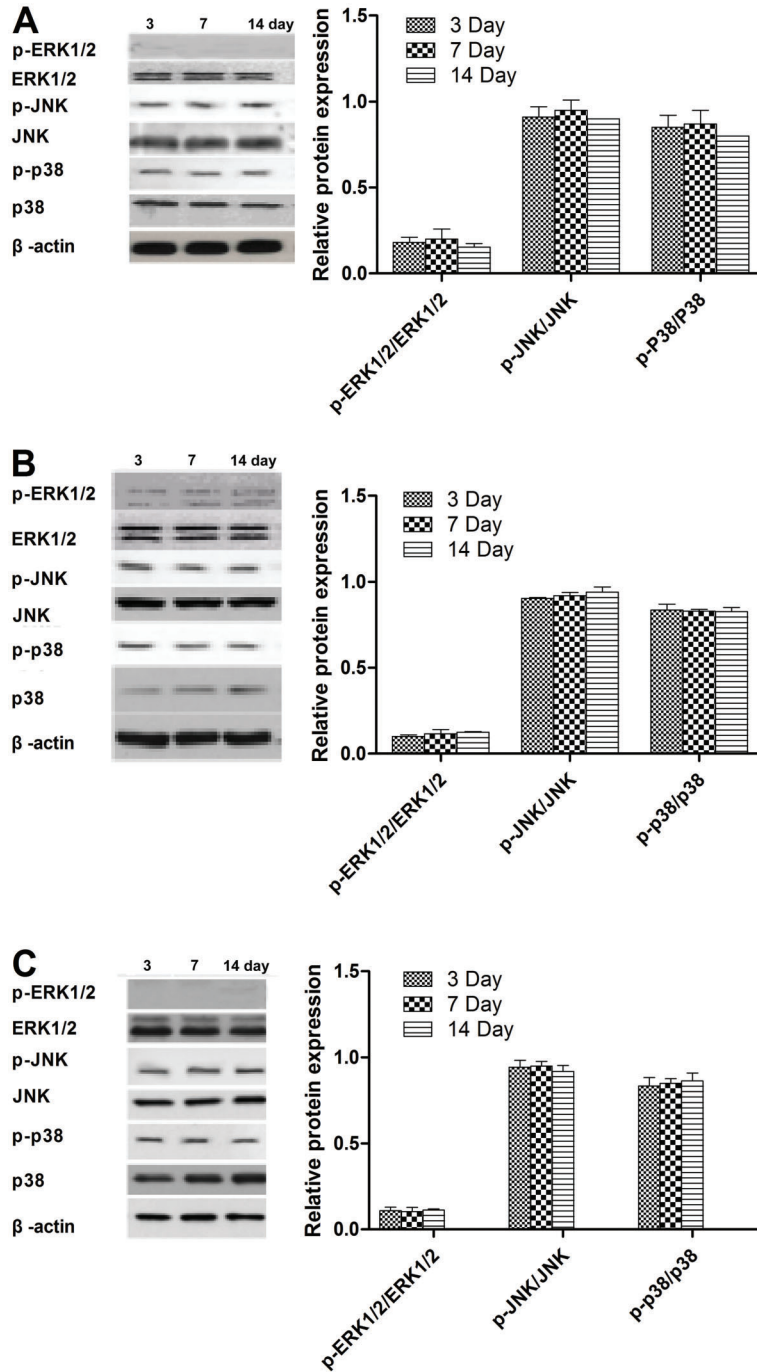 A
3 7 14 day
p-ERK1/2
ERK1/2
p-JNK
JNK
p-p38
p38
β -actin
Relative protein expression
1.5
1.0
0.5
0.0
3 Day
7 Day
14 Day
p-ERK1/2/ERK1/2
p-JNK/JNK
p-P38/P38
B
3 7 14 day
p-ERK1/2
ERK1/2
p-JNK
JNK
p-p38
p38
β -actin
Relative protein expression
1.5
1.0
0.5
0.0
3 Day
7 Day
14 Day
p-ERK1/2/ERK1/2
p-JNK/JNK
p-p38/p38
C
3 7 14 day
p-ERK1/2
ERK1/2
p-JNK
JNK
p-p38
p38
β -actin
Relative protein expression
1.5
1.0
0.5
0.0
3 Day
7 Day
14 Day
p-ERK1/2/ERK1/2
p-JNK/JNK
p-p38/p38